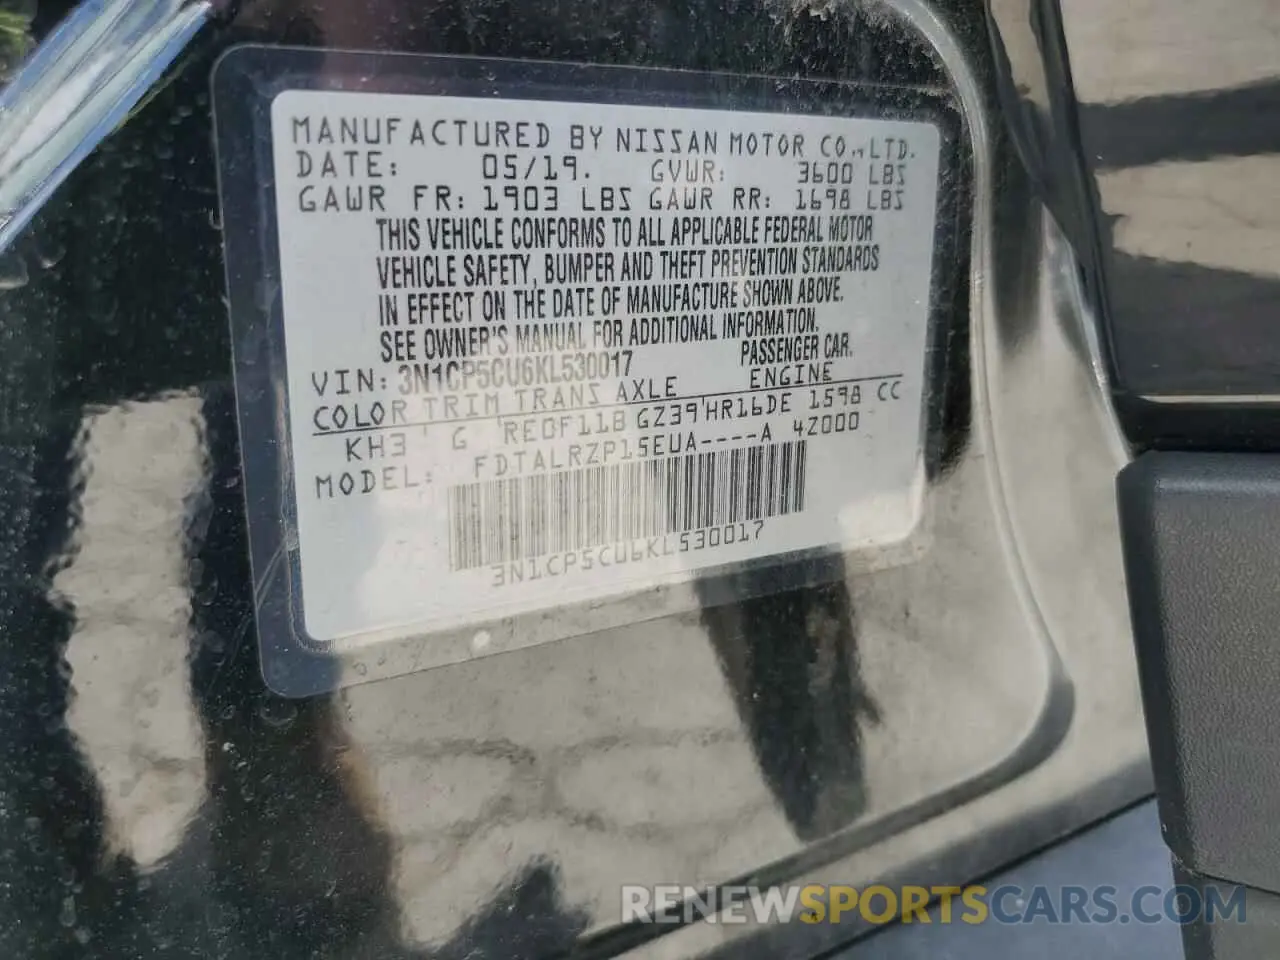 MANUFACTURED BY NISSAN MOTOR CO., LTD.
DATE: 05/19. GVWR: 3600 LBS
GAWR FR: 1903 LBS GAWR RR: 1698 LBS
THIS VEHICLE CONFORMS TO ALL APPLICABLE FEDERAL MOTOR
VEHICLE SAFETY, BUMPER AND THEFT PREVENTION STANDARDS
IN EFFECT ON THE DATE OF MANUFACTURE SHOWN ABOVE.
SEE OWNER'S MANUAL FOR ADDITIONAL INFORMATION.
VIN: 3N1CP5CU6KL530017 PASSENGER CAR.
COLOR TRIM TRANS AXLE ENGINE
KH3 ' G 'RE0F11B GZ39'HR16DE 1598 CC
MODEL: FDTALRZP15EUA----A 4Z000
3N1CP5CU6KL530017
RENEWSPORTSCARS.COM